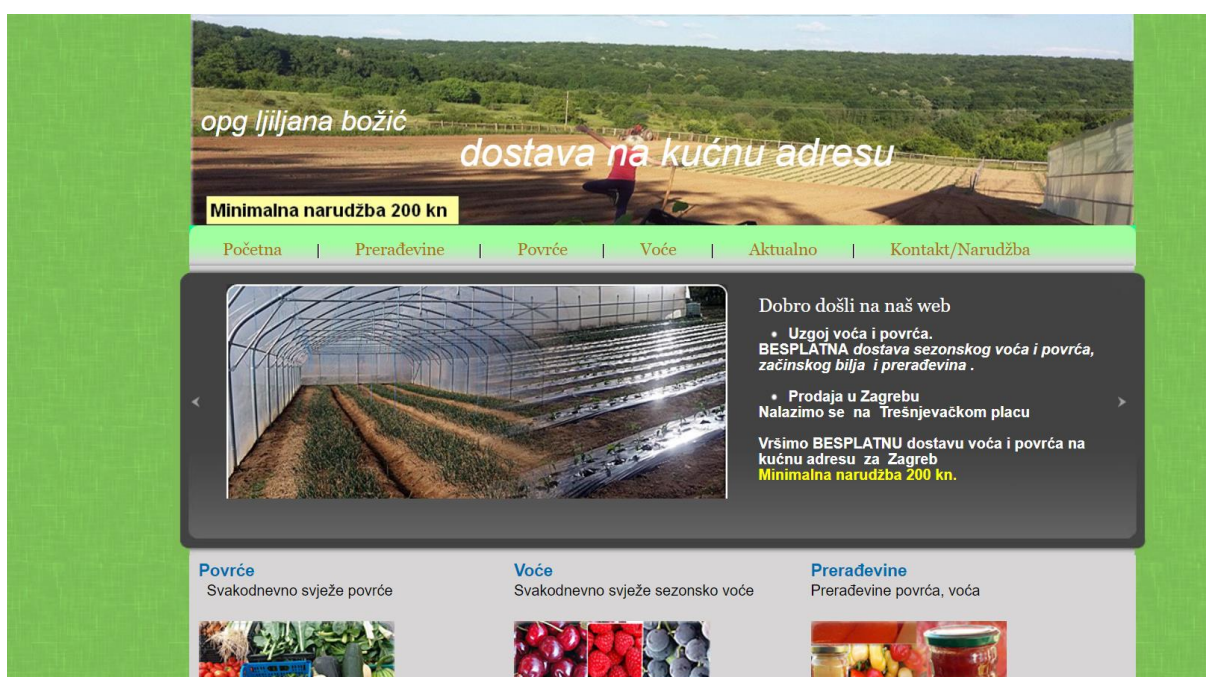 opg ljiljana božić
dostava na kućnu adresu
Minimalna narudžba 200 kn
Početna | Prerađevine | Povrće | Voće | Aktualno | Kontakt/Narudžba
Dobro došli na naš web
• Uzgoj voća i povrća.
BESPLATNA dostava sezonskog voća i povrća,
začinskog bilja i prerađevina .
• Prodaja u Zagrebu
Nalazimo se na Trešnjevačkom placu
Vršimo BESPLATNU dostavu voća i povrća na
kućnu adresu za Zagreb
Minimalna narudžba 200 kn.
Povrće
Svakodnevno svježe povrće
Voće
Svakodnevno svježe sezonsko voće
Prerađevine
Prerađevine povrća, voća